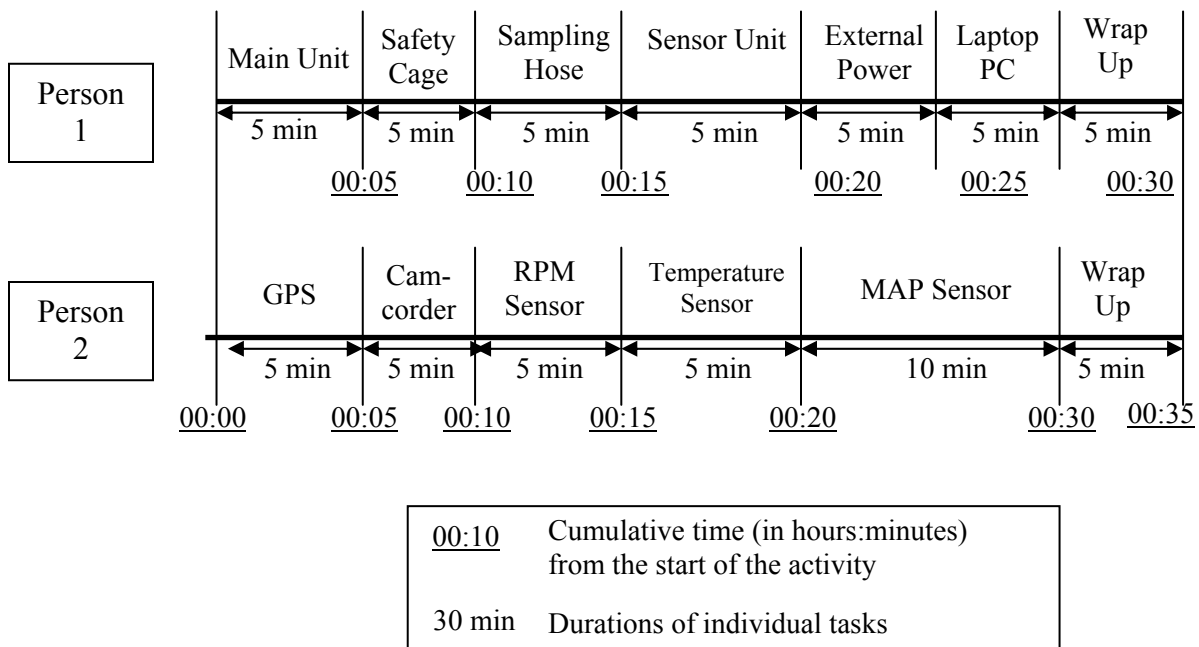 Person
1
Main Unit
Safety
Cage
Sampling
Hose
Sensor Unit
External
Power
Laptop
PC
Wrap
Up
5 min
5 min
5 min
5 min
5 min
5 min
5 min
00:05
00:10
00:15
00:20
00:25
00:30
Person
2
GPS
Cam-
corder
RPM
Sensor
Temperature
Sensor
MAP Sensor
Wrap
Up
5 min
5 min
5 min
5 min
10 min
5 min
00:00
00:05
00:10
00:15
00:20
00:30
00:35
00:10 Cumulative time (in hours:minutes)
from the start of the activity
30 min Durations of individual tasks